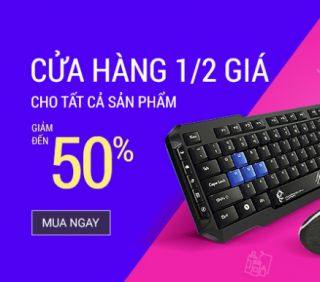 CỬA HÀNG 1/2 GIÁ
CHO TẤT CẢ SẢN PHẨM
GIẢM
ĐẾN
50%
MUA NGAY